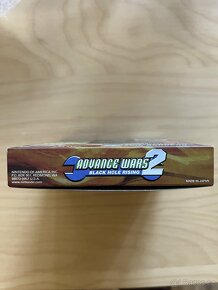 NINTENDO OF AMERICA INC.
P.O. BOX 957, REDMOND, WA
98073-0957 U.S.A.
www.nintendo.com
ADVANCE WARS 2
BLACK HOLE RISING
MADE IN JAPAN